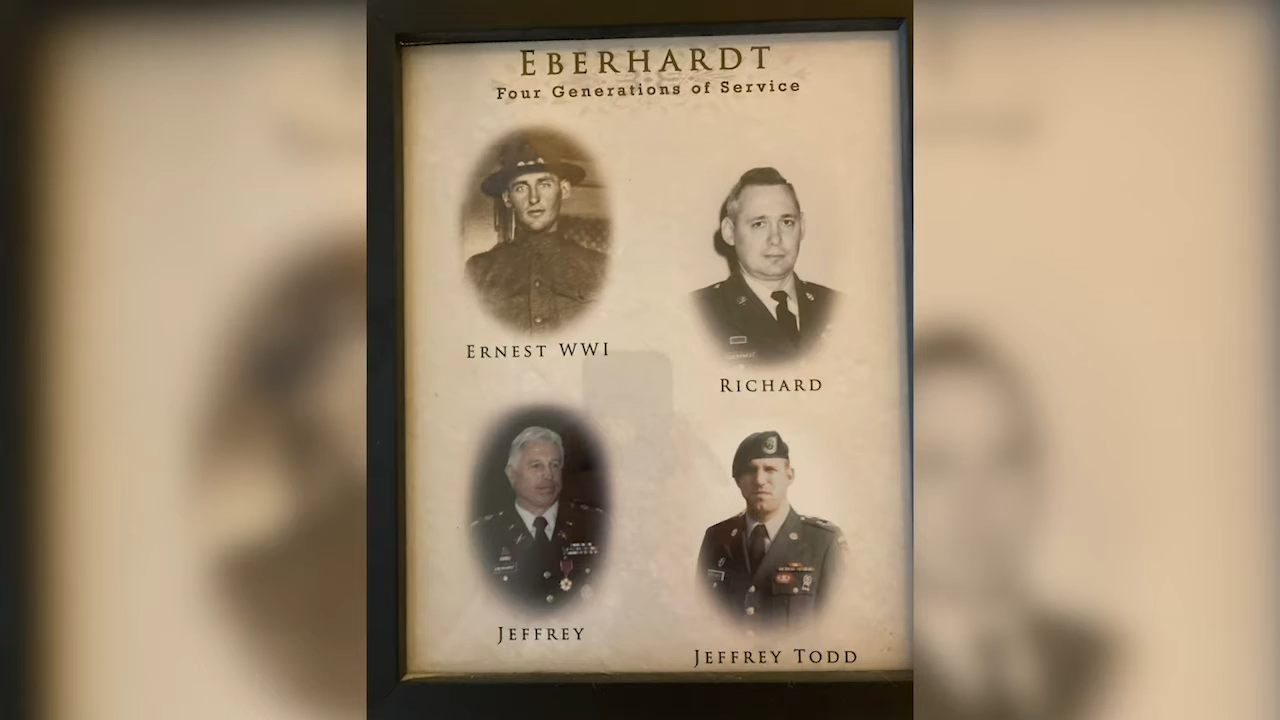 EBERHARDT
Four Generations of Service
ERNEST WWI
RICHARD
JEFFREY
JEFFREY TODD